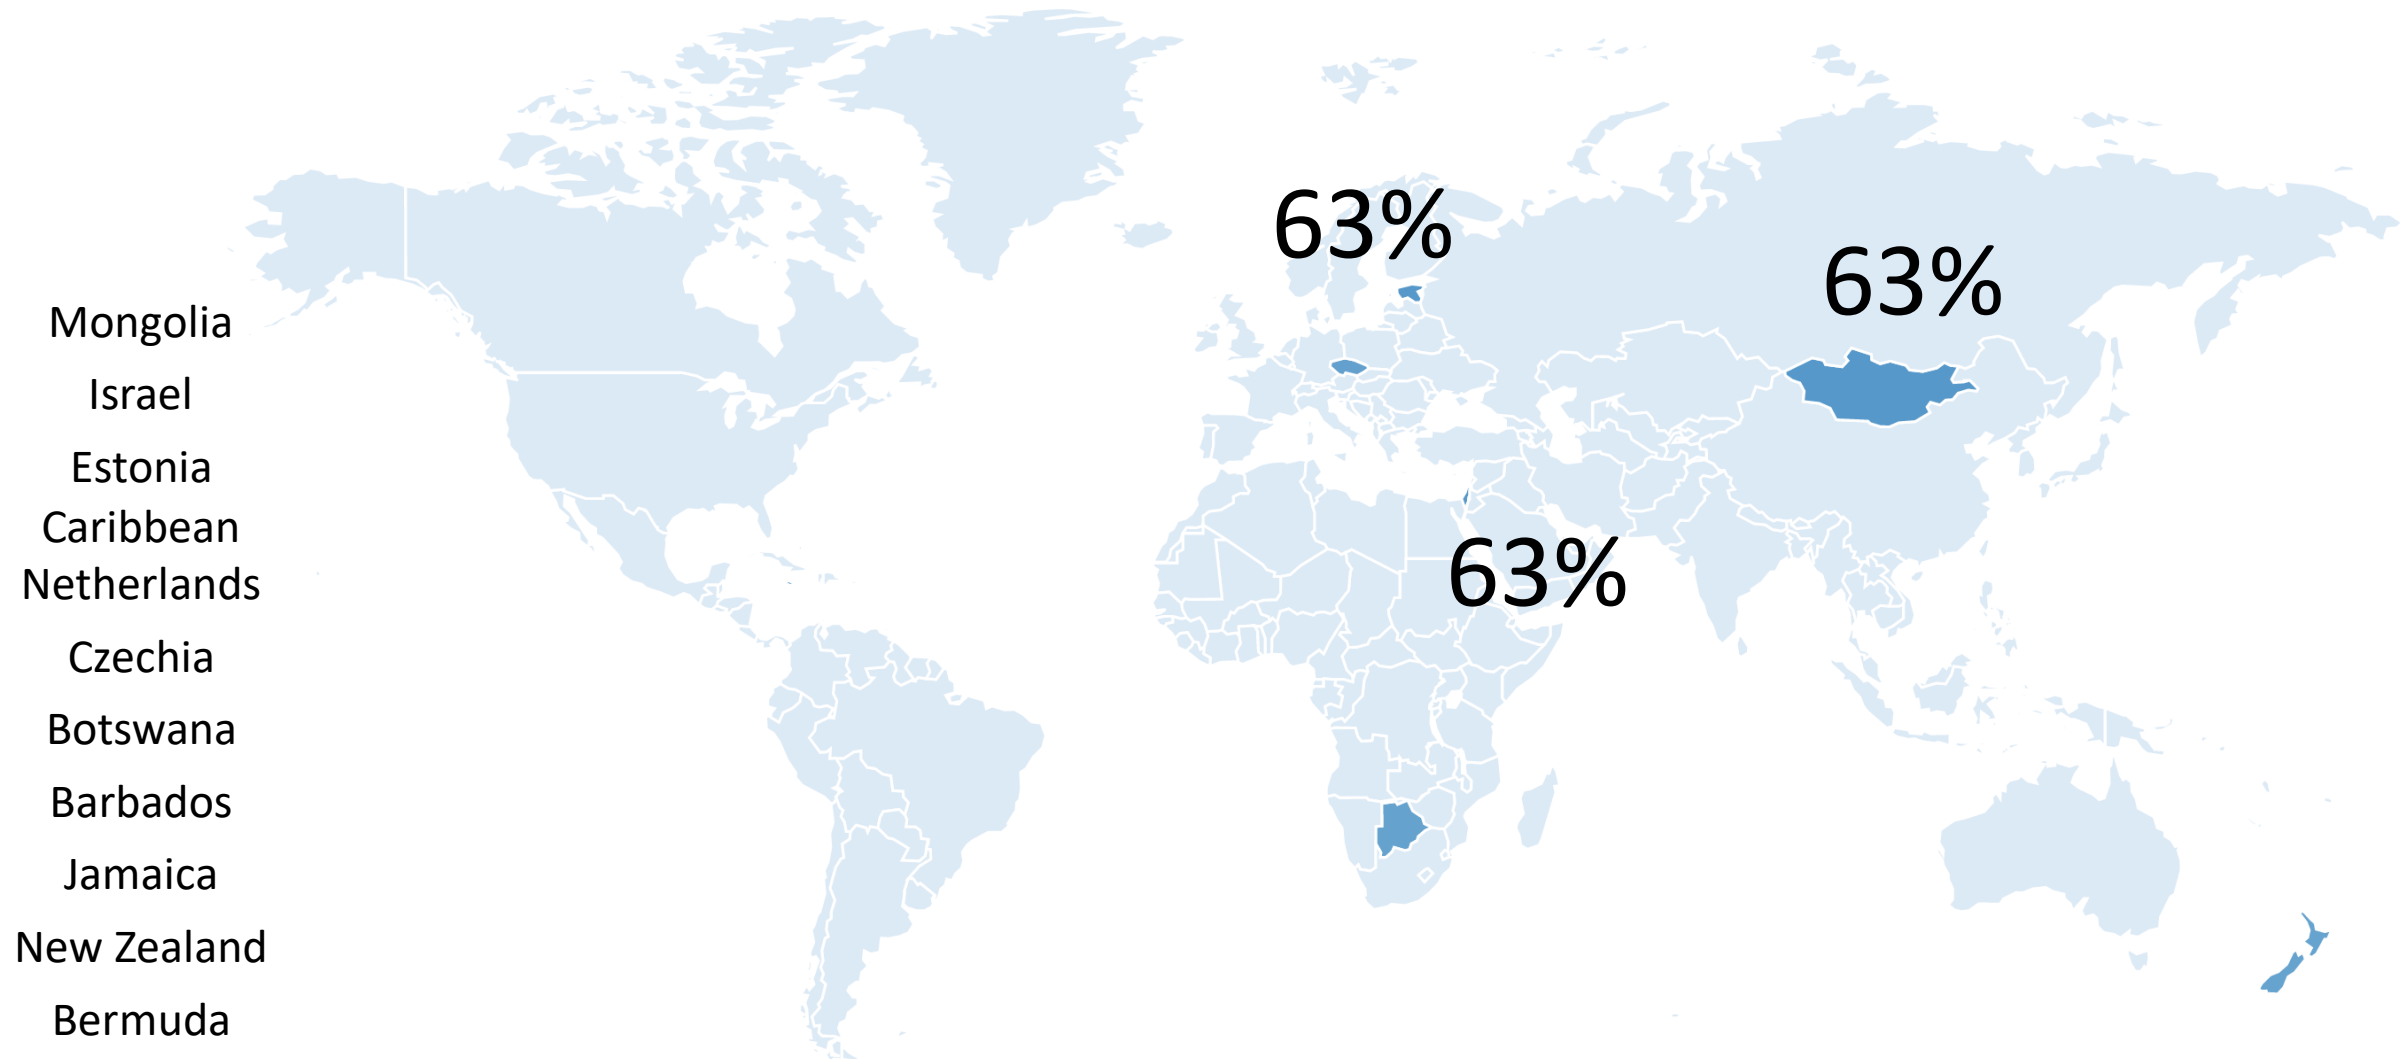 63%
63%
Mongolia
Israel
Estonia
Caribbean
Netherlands
63%
Czechia
Botswana
Barbados
Jamaica
New Zealand
Bermuda